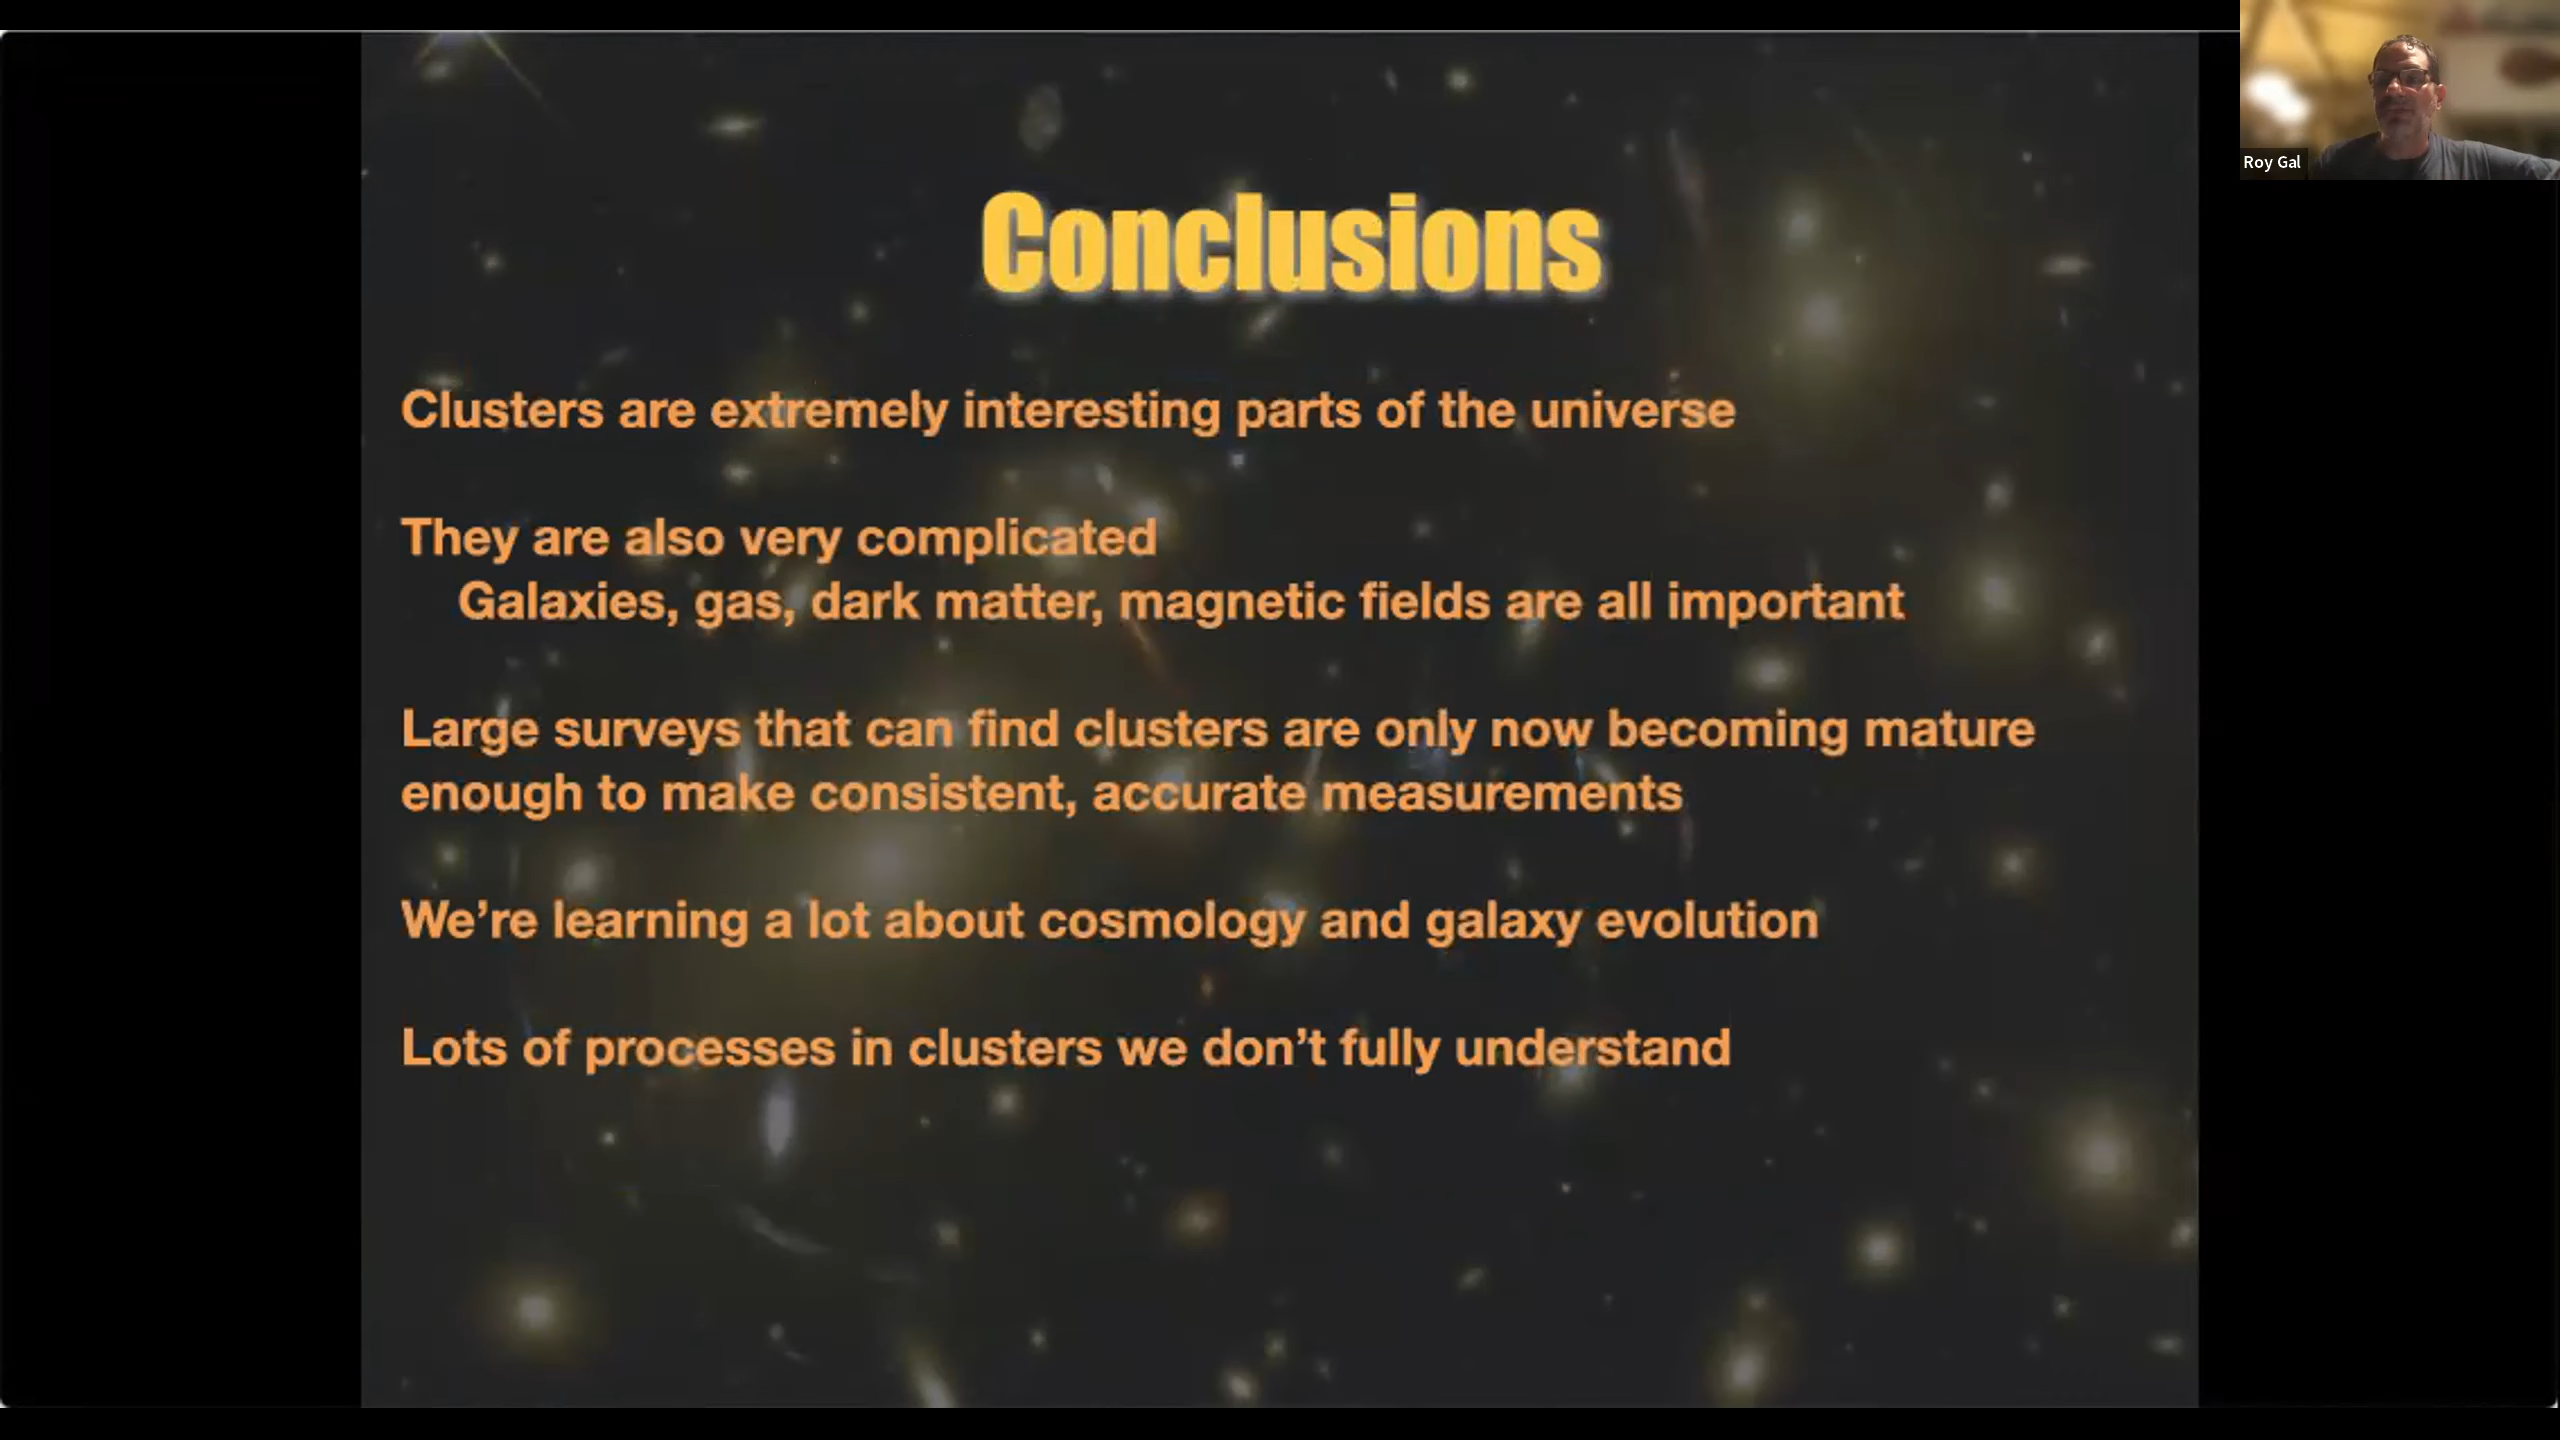 Roy Gal
Conclusions
Clusters are extremely interesting parts of the universe
They are also very complicated
Galaxies, gas, dark matter, magnetic fields are all important
Large surveys that can find clusters are only now becoming mature
enough to make consistent, accurate measurements
We’re learning a lot about cosmology and galaxy evolution
Lots of processes in clusters we don’t fully understand